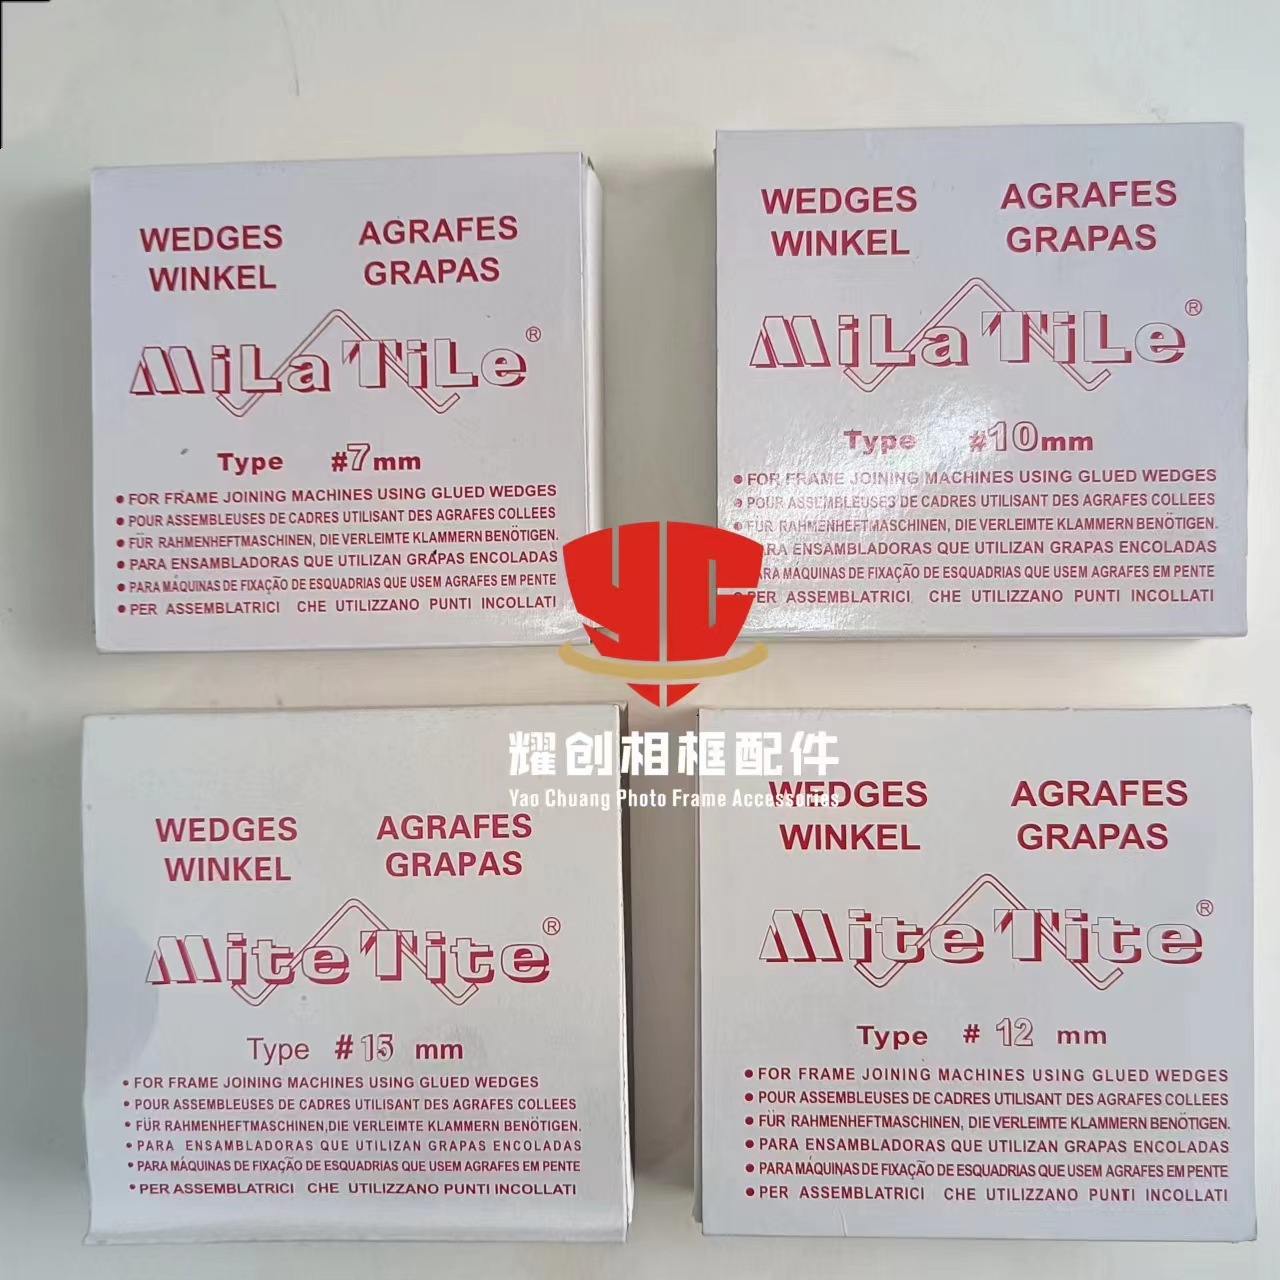 WEDGES AGRAFES
WINKEL GRAPAS
MiLaTiLe®
Type #7mm
• FOR FRAME JOINING MACHINES USING GLUED WEDGES
• POUR ASSEMBLEUSES DE CADRES UTILISANT DES AGRAFES COLLEES
• FÜR RAHMENHEFTMASCHINEN, DIE VERLEIMTE KLAMMERN BENÖTIGEN.
• PARA ENSAMBLADORAS QUE UTILIZAN GRAPAS ENCOLADAS
• PARA MÁQUINAS DE FIXAÇÃO DE ESQUADRIAS QUE USEM AGRAFES EM PENTE
• PER ASSEMBLATRICI CHE UTILIZZANO PUNTI INCOLLATI
WEDGES AGRAFES
WINKEL GRAPAS
MiLaTiLe®
Type #10mm
• FOR FRAME JOINING MACHINES USING GLUED WEDGES
• POUR ASSEMBLEUSES DE CADRES UTILISANT DES AGRAFES COLLEES
• FÜR RAHMENHEFTMASCHINEN, DIE VERLEIMTE KLAMMERN BENÖTIGEN.
ARA ENSAMBLADORAS QUE UTILIZAN GRAPAS ENCOLADAS
ARA MÁQUINAS DE FIXAÇÃO DE ESQUADRIAS QUE USEM AGRAFES EM PENTE
• PER ASSEMBLATRICI CHE UTILIZZANO PUNTI INCOLLATI
YC
耀创相框配件
Yao Chuang Photo Frame Accessories
WEDGES AGRAFES
WINKEL GRAPAS
MiteTite®
Type #15 mm
• FOR FRAME JOINING MACHINES USING GLUED WEDGES
• POUR ASSEMBLEUSES DE CADRES UTILISANT DES AGRAFES COLLEES
• FÜR RAHMENHEFTMASCHINEN,DIE VERLEIMTE KLAMMERN BENÖTIGEN.
• PARA ENSAMBLADORAS QUE UTILIZAN GRAPAS ENCOLADAS
• PARA MÁQUINAS DE FIXAÇÃO DE ESQUADRIAS QUE USEM AGRAFES EM PENTE
• PER ASSEMBLATRICI CHE UTILIZZANO PUNTI INCOLLATI
WEDGES AGRAFES
WINKEL GRAPAS
MiteTite®
Type # 12 mm
• FOR FRAME JOINING MACHINES USING GLUED WEDGES
• POUR ASSEMBLEUSES DE CADRES UTILISANT DES AGRAFES COLLEES
• FÜR RAHMENHEFTMASCHINEN, DIE VERLEIMTE KLAMMERN BENÖTIGEN.
• PARA ENSAMBLADORAS QUE UTILIZAN GRAPAS ENCOLADAS
• PARA MÁQUINAS DE FIXAÇÃO DE ESQUADRIAS QUE USEM AGRAFES EM PENTE
• PER ASSEMBLATRICI CHE UTILIZZANO PUNTI INCOLLATI